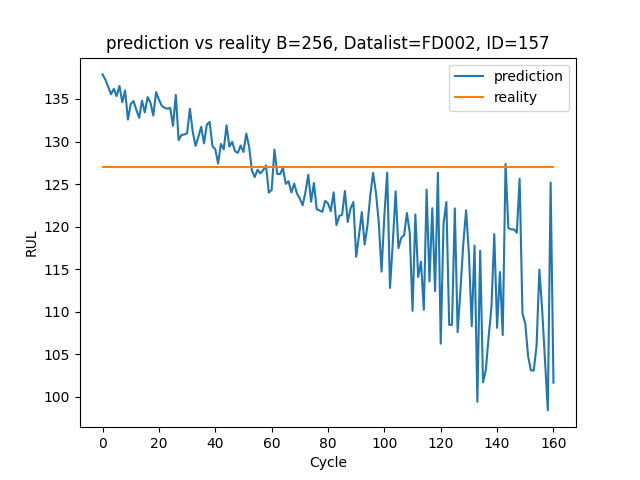 prediction vs reality B=256, Datalist=FD002, ID=157
prediction
reality
RUL
135
130
125
120
115
110
105
100
0 20 40 60 80 100 120 140 160
Cycle